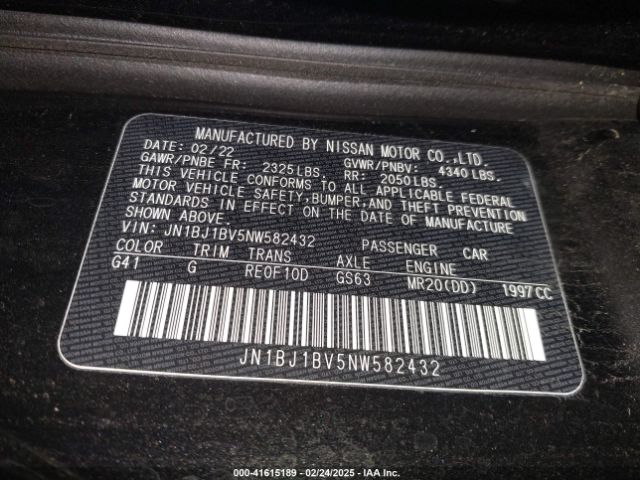 MANUFACTURED BY NISSAN MOTOR CO.,LTD.
DATE: 02/22 GVWR/PNBV: 4340LBS.
GAWR/PNBE FR: 2325LBS. RR: 2050LBS.
THIS VEHICLE CONFORMS TO ALL APPLICABLE FEDERAL
MOTOR VEHICLE SAFETY,BUMPER,AND THEFT PREVENTION
STANDARDS IN EFFECT ON THE DATE OF MANUFACTURE
SHOWN ABOVE.
VIN: JN1BJ1BV5NW582432 PASSENGER CAR
COLOR TRIM TRANS AXLE ENGINE
G41 G RE0F10D GS63 MR20(DD) 1997CC
JN1BJ1BV5NW582432
000-41615189 - 02/24/2025 - IAA Inc.